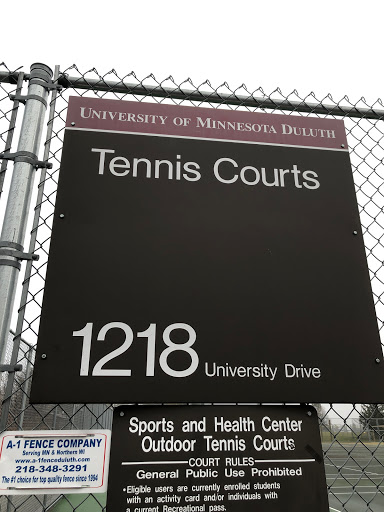 UNIVERSITY OF MINNESOTA DULUTH
Tennis Courts
1218 University Drive
A-1 FENCE COMPANY
Serving MN & Northern WI
www.a-1fenceduluth.com
218-348-3291
The #1 choice for top quality fence since 1994
Sports and Health Center
Outdoor Tennis Courts
COURT RULES
General Public Use Prohibited
• Eligible users are currently enrolled students
with an activity card and/or individuals with
a current Recreational pass.